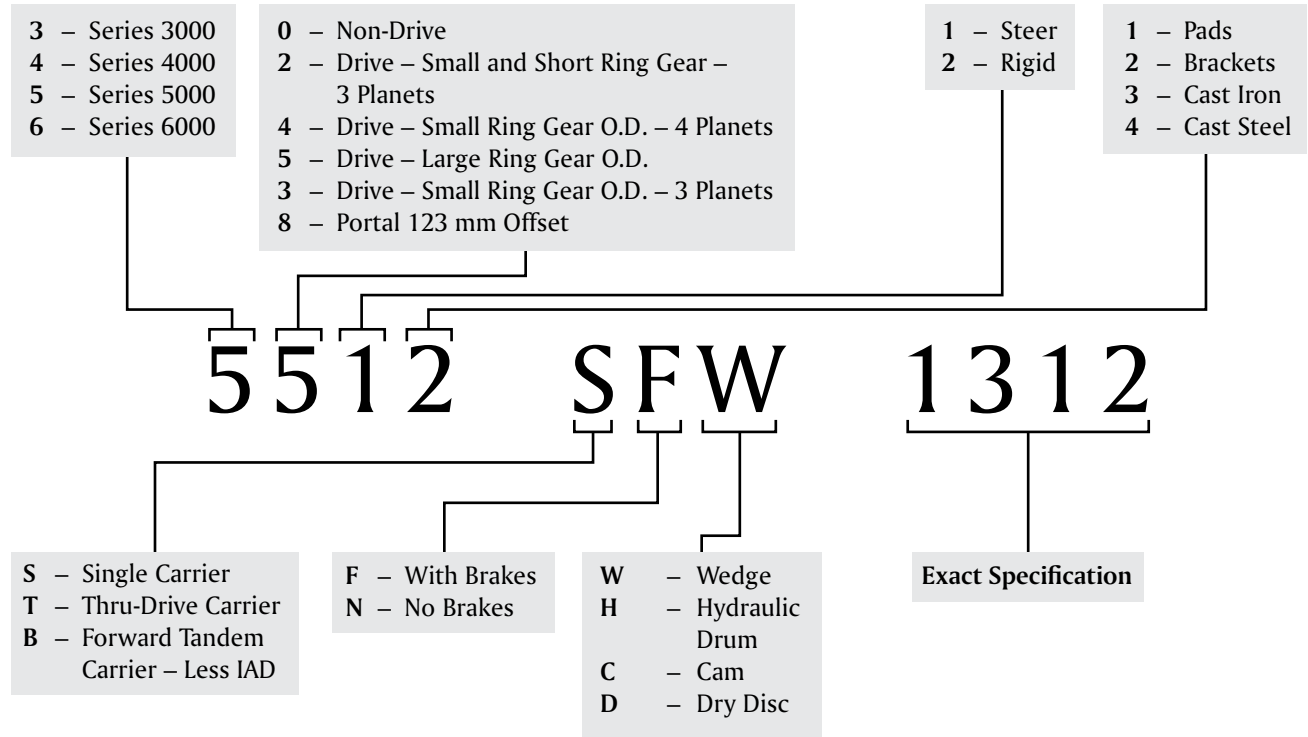 3 – Series 3000
4 – Series 4000
5 – Series 5000
6 – Series 6000
0 – Non-Drive
2 – Drive – Small and Short Ring Gear –
3 Planets
4 – Drive – Small Ring Gear O.D. – 4 Planets
5 – Drive – Large Ring Gear O.D.
3 – Drive – Small Ring Gear O.D. – 3 Planets
8 – Portal 123 mm Offset
1 – Steer
2 – Rigid
1 – Pads
2 – Brackets
3 – Cast Iron
4 – Cast Steel
5512 SFW 1312
S – Single Carrier
T – Thru-Drive Carrier
B – Forward Tandem
Carrier – Less IAD
F – With Brakes
N – No Brakes
W – Wedge
H – Hydraulic
Drum
C – Cam
D – Dry Disc
Exact Specification